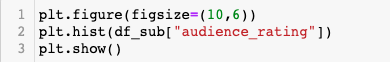 1 plt.figure(figsize=(10,6))
2 plt.hist(df_sub["audience_rating"])
3 plt.show()